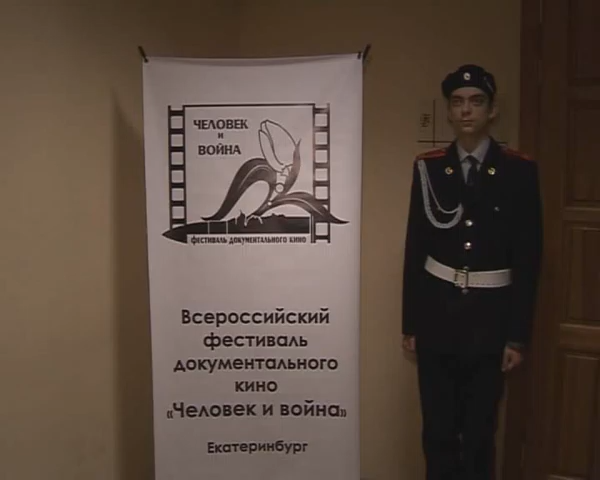 ЧЕЛОВЕК
и
ВОЙНА
ФЕСТИВАЛЬ ДОКУМЕНТАЛЬНОГО КИНО
Всероссийский
фестиваль
документального
кино
«Человек и война»
Екатеринбург